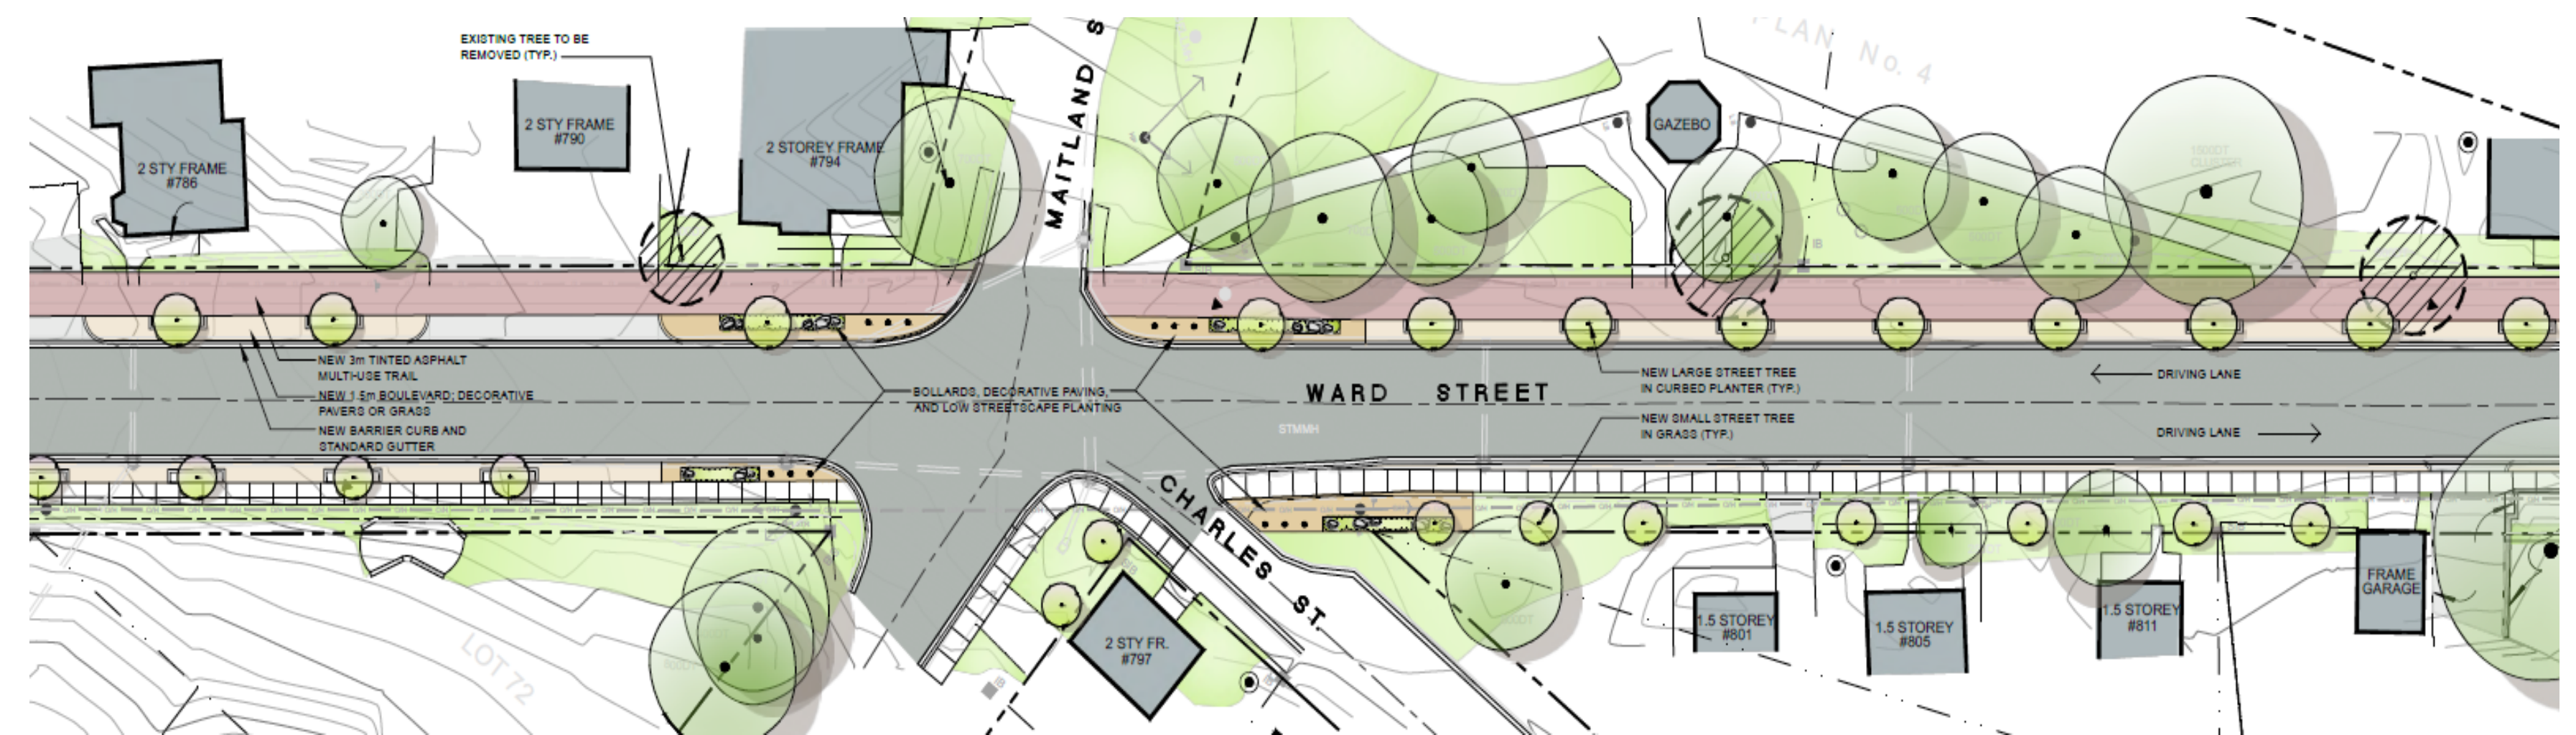 EXISTING TREE TO BE
REMOVED (TYP.)
2 STY FRAME
#786
2 STY FRAME
#790
2 STOREY FRAME
#794
MAITLAND S
GAZEBO
PLAN No. 4
1500DT
CLUSTER
IB
NEW 3m TINTED ASPHALT
MULTI-USE TRAIL
NEW 1.5m BOULEVARD; DECORATIVE
PAVERS OR GRASS
NEW BARRIER CURB AND
STANDARD GUTTER
BOLLARDS, DECORATIVE PAVING,
AND LOW STREETSCAPE PLANTING
WARD STREET
STMMH
NEW LARGE STREET TREE
IN CURBED PLANTER (TYP.)
NEW SMALL STREET TREE
IN GRASS (TYP.)
DRIVING LANE
DRIVING LANE
CHARLES ST.
LOT 72
2 STY FR.
#797
IB
1.5 STOREY
#801
1.5 STOREY
#805
1.5 STOREY
#811
FRAME
GARAGE